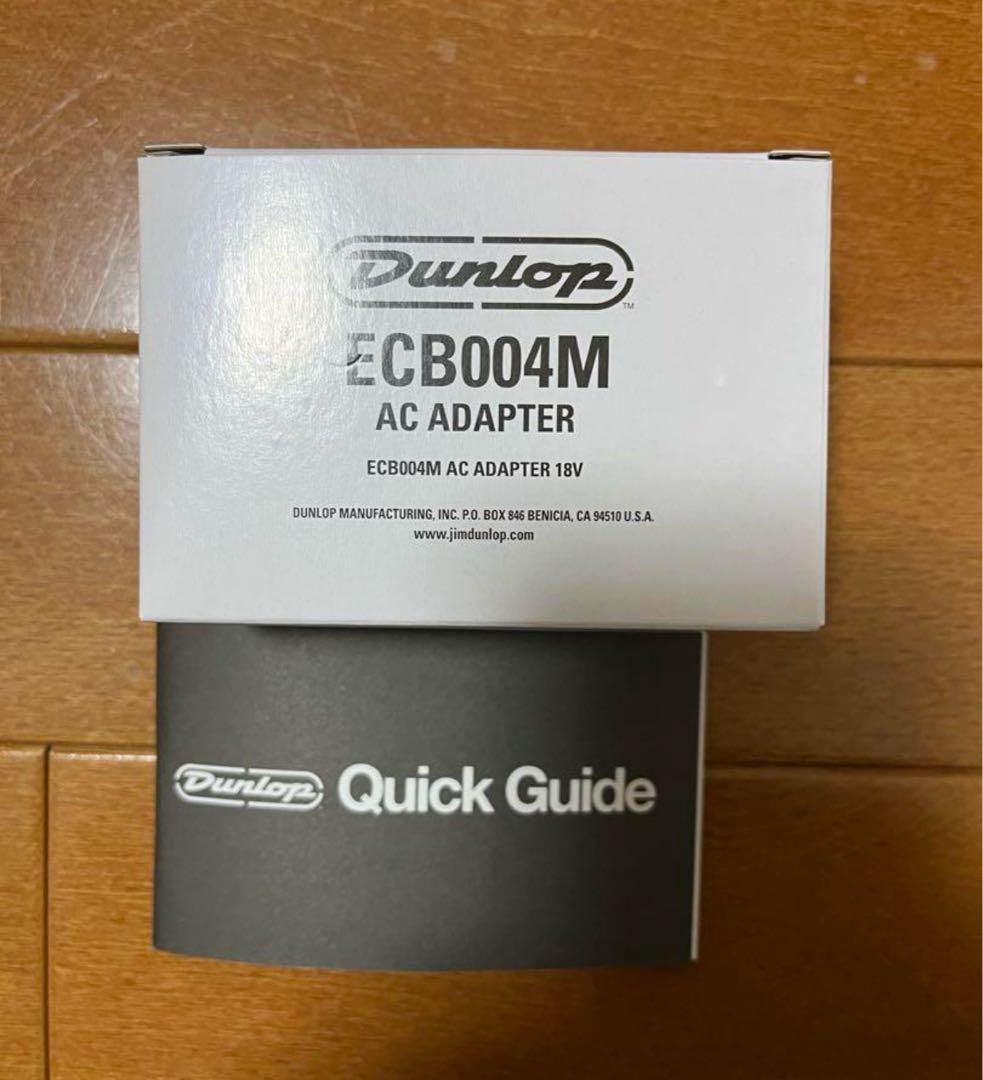 Dunlop™
ECB004M
AC ADAPTER
ECB004M AC ADAPTER 18V
DUNLOP MANUFACTURING, INC. P.O. BOX 846 BENICIA, CA 94510 U.S.A.
www.jimdunlop.com
Dunlop Quick Guide